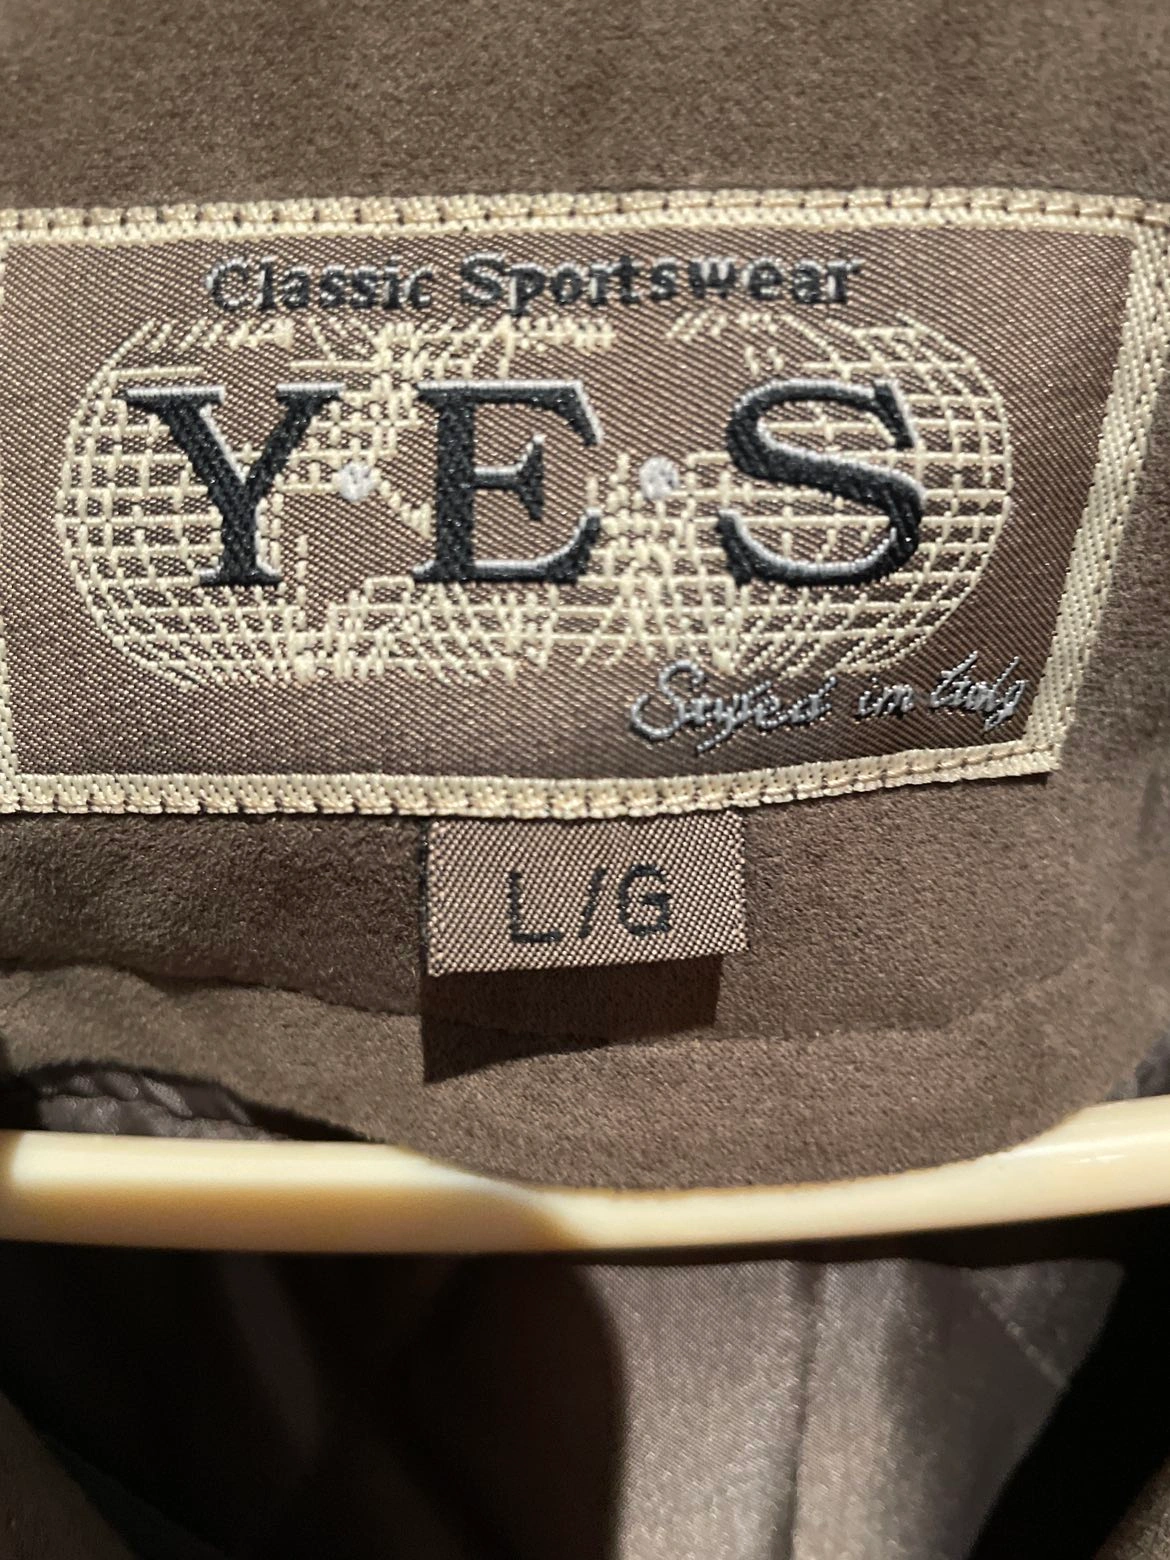 Classic Sportswear
Y·E·S
Styled in Italy
L/G